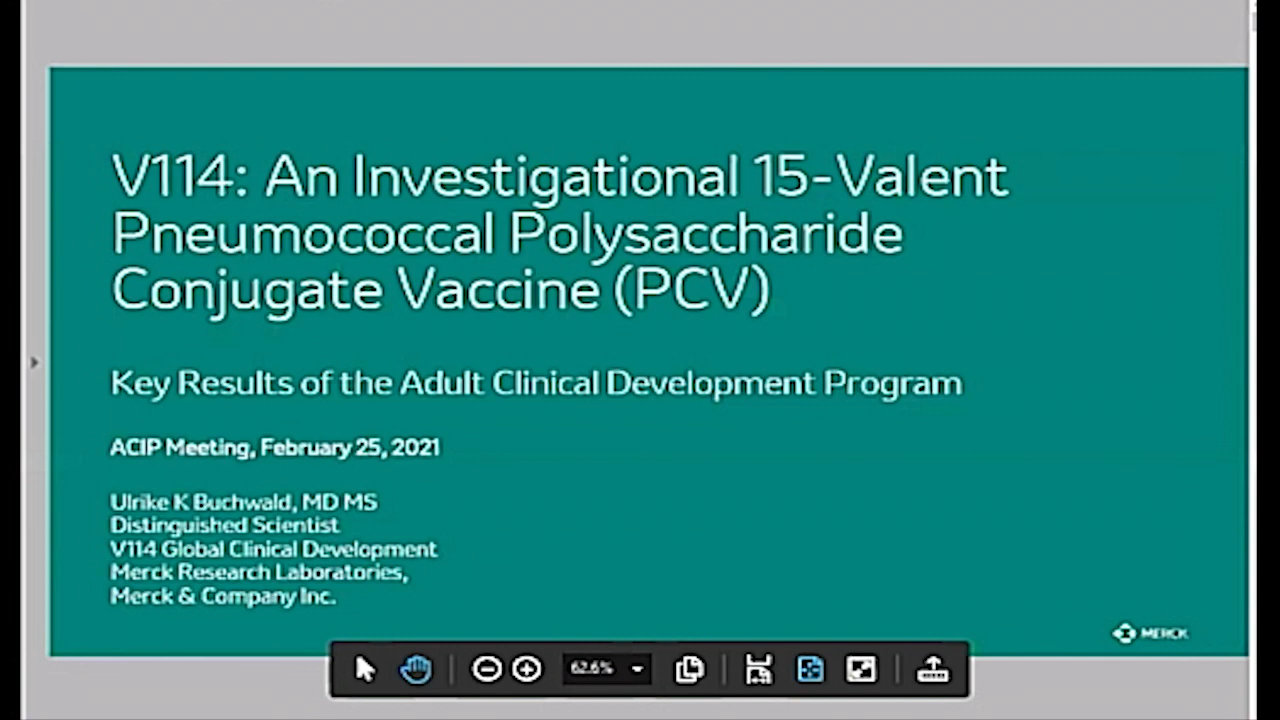 V114: An Investigational 15-Valent
Pneumococcal Polysaccharide
Conjugate Vaccine (PCV)
Key Results of the Adult Clinical Development Program
ACIP Meeting, February 25, 2021
Ulrike K Buchwald, MD MS
Distinguished Scientist
V114 Global Clinical Development
Merck Research Laboratories,
Merck & Company Inc.
MERCK
62.6%